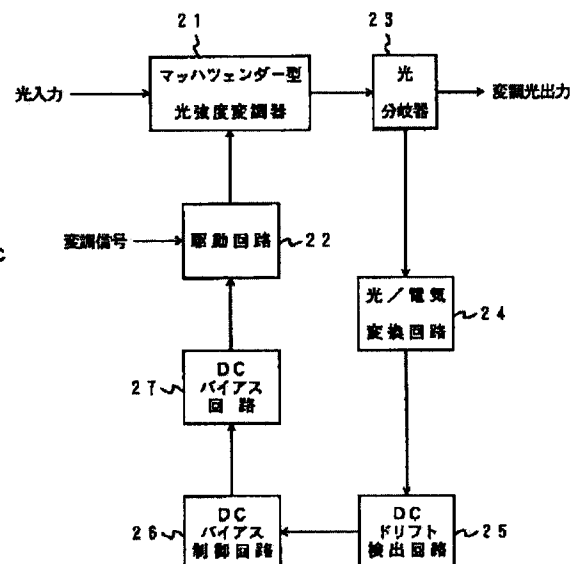 21
23
マッハツェンダー型
光強度変調器
光
分岐器
光入力
変調光出力
変調信号
駆動回路
22
C
光／電気
変換回路
24
DC
バイアス
回路
27
DC
バイアス
制御回路
26
DC
ドリフト
検出回路
25